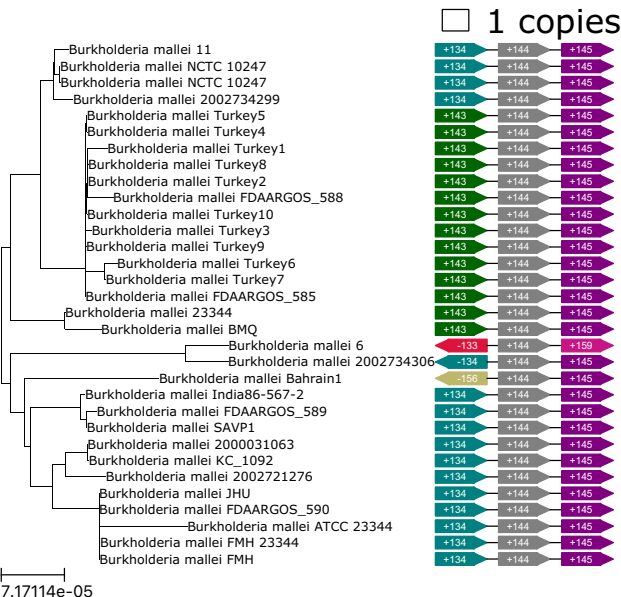 1 copies
Burkholderia mallei 11 +134 +144 +145
Burkholderia mallei NCTC 10247 +134 +144 +145
Burkholderia mallei NCTC 10247 +134 +144 +145
Burkholderia mallei 2002734299 +134 +144 +145
Burkholderia mallei Turkey5 +143 +144 +145
Burkholderia mallei Turkey4 +143 +144 +145
Burkholderia mallei Turkey1 +143 +144 +145
Burkholderia mallei Turkey8 +143 +144 +145
Burkholderia mallei Turkey2 +143 +144 +145
Burkholderia mallei FDAARGOS_588 +143 +144 +145
Burkholderia mallei Turkey10 +143 +144 +145
Burkholderia mallei Turkey3 +143 +144 +145
Burkholderia mallei Turkey9 +143 +144 +145
Burkholderia mallei Turkey6 +143 +144 +145
Burkholderia mallei Turkey7 +143 +144 +145
Burkholderia mallei FDAARGOS_585 +143 +144 +145
Burkholderia mallei 23344 +143 +144 +145
Burkholderia mallei BMQ +143 +144 +145
Burkholderia mallei 6 -133 +144 +159
Burkholderia mallei 2002734306 -134 +144 +145
Burkholderia mallei Bahrain1 -156 +144 +145
Burkholderia mallei India86-567-2 +134 +144 +145
Burkholderia mallei FDAARGOS_589 +134 +144 +145
Burkholderia mallei SAVP1 +134 +144 +145
Burkholderia mallei 2000031063 +134 +144 +145
Burkholderia mallei KC_1092 +134 +144 +145
Burkholderia mallei 2002721276 +134 +144 +145
Burkholderia mallei JHU +134 +144 +145
Burkholderia mallei FDAARGOS_590 +134 +144 +145
Burkholderia mallei ATCC 23344 +134 +144 +145
Burkholderia mallei FMH 23344 +134 +144 +145
Burkholderia mallei FMH +134 +144 +145
7.17114e-05